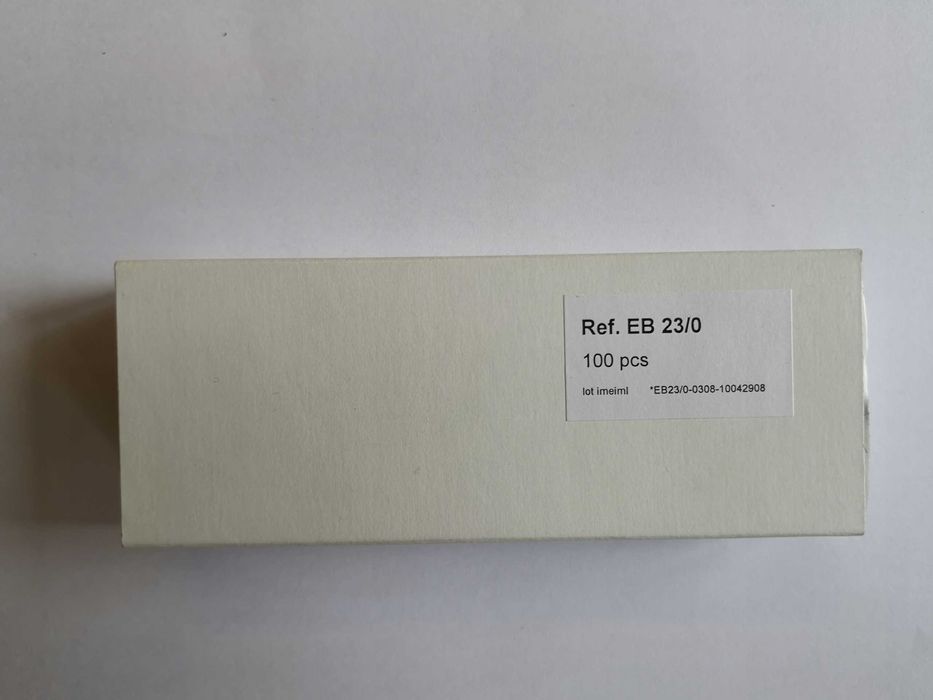 Ref. EB 23/0
100 pcs
lot imeiml *EB23/0-0308-10042908